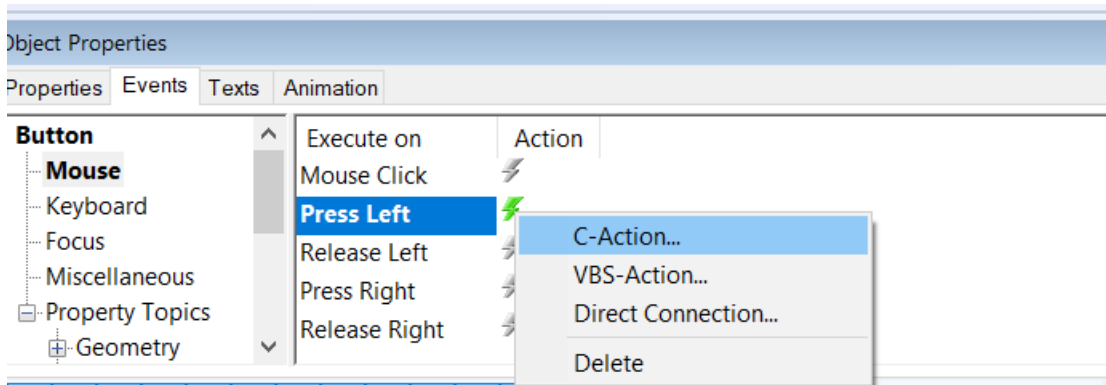 Object Properties
Properties Events Texts Animation
Button
Mouse
Keyboard
Focus
Miscellaneous
Property Topics
Geometry
Execute on Action
Mouse Click
Press Left
Release Left
Press Right
Release Right
C-Action...
VBS-Action...
Direct Connection...
Delete